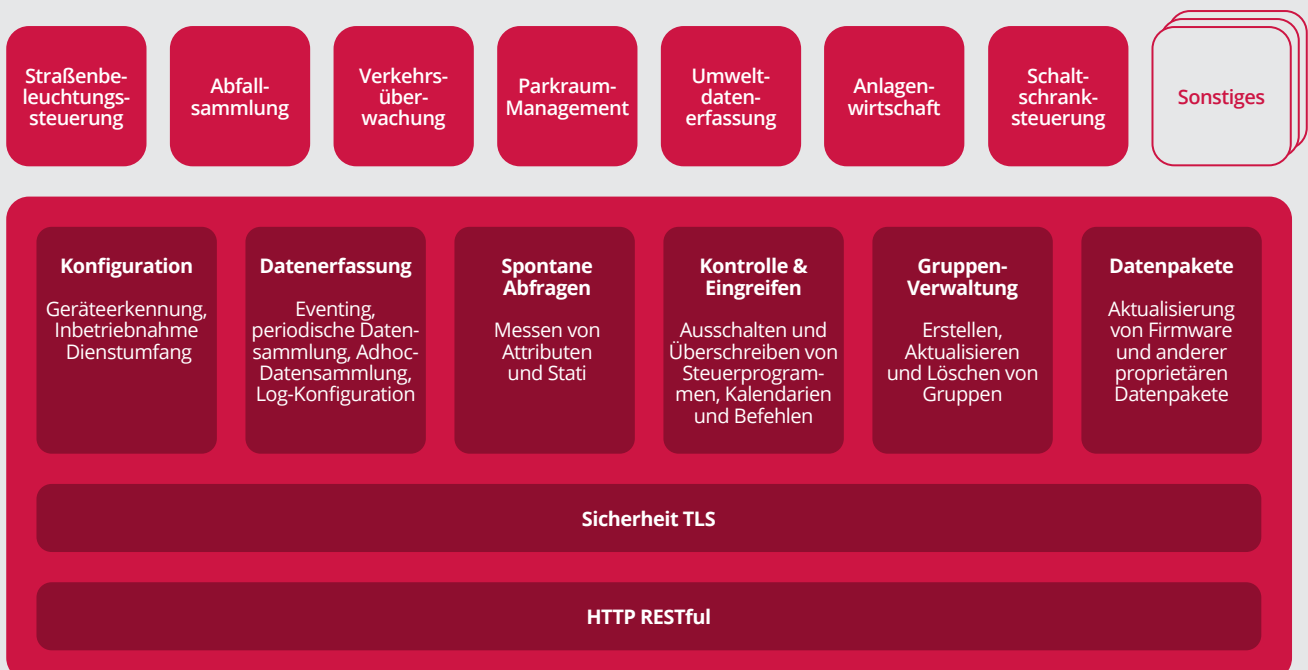 Straßenbe-
leuchtungs-
steuerung
Abfall-
sammlung
Verkehrs-
über-
wachung
Parkraum-
Management
Umwelt-
daten-
erfassung
Anlagen-
wirtschaft
Schalt-
schrank-
steuerung
Sonstiges
Konfiguration
Geräteerkennung,
Inbetriebnahme
Dienstumfang
Datenerfassung
Eventing,
periodische Daten-
sammlung, Adhoc-
Datensammlung,
Log-Konfiguration
Spontane
Abfragen
Messen von
Attributen
und Stati
Kontrolle &
Eingreifen
Ausschalten und
Überschreiben von
Steuerprogram-
men, Kalendarien
und Befehlen
Gruppen-
Verwaltung
Erstellen,
Aktualisieren
und Löschen von
Gruppen
Datenpakete
Aktualisierung
von Firmware
und anderer
proprietären
Datenpakete
Sicherheit TLS
HTTP RESTful